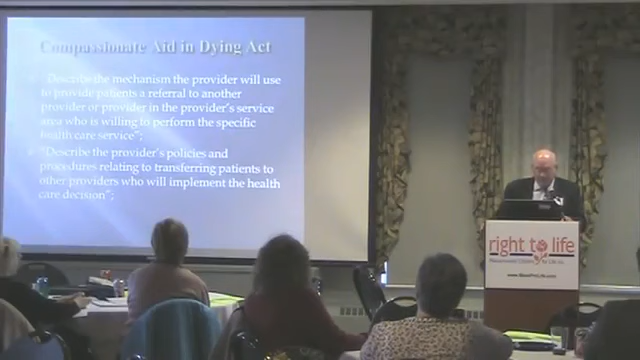 Compassionate Aid in Dying Act
"Describe the mechanism the provider will use
to provide patients a referral to another
provider or provider in the provider's service
area who is willing to perform the specific
health care service";
"Describe the provider's policies and
procedures relating to transferring patients to
other providers who will implement the health
care decision";
right to life